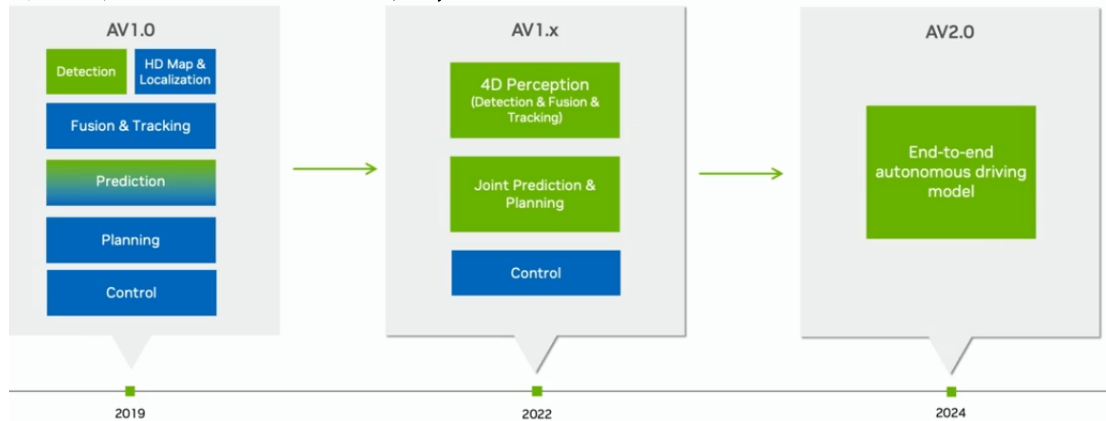 AV1.0
Detection
HD Map &
Localization
Fusion & Tracking
Prediction
Planning
Control
AV1.x
4D Perception
(Detection & Fusion &
Tracking)
Joint Prediction &
Planning
Control
AV2.0
End-to-end
autonomous driving
model
2019
2022
2024